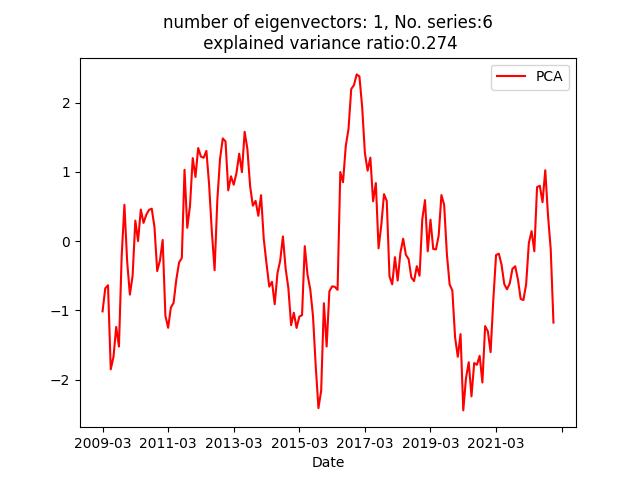 number of eigenvectors: 1, No. series:6
explained variance ratio:0.274
PCA
2
1
0
−1
−2
2009-03 2011-03 2013-03 2015-03 2017-03 2019-03 2021-03
Date